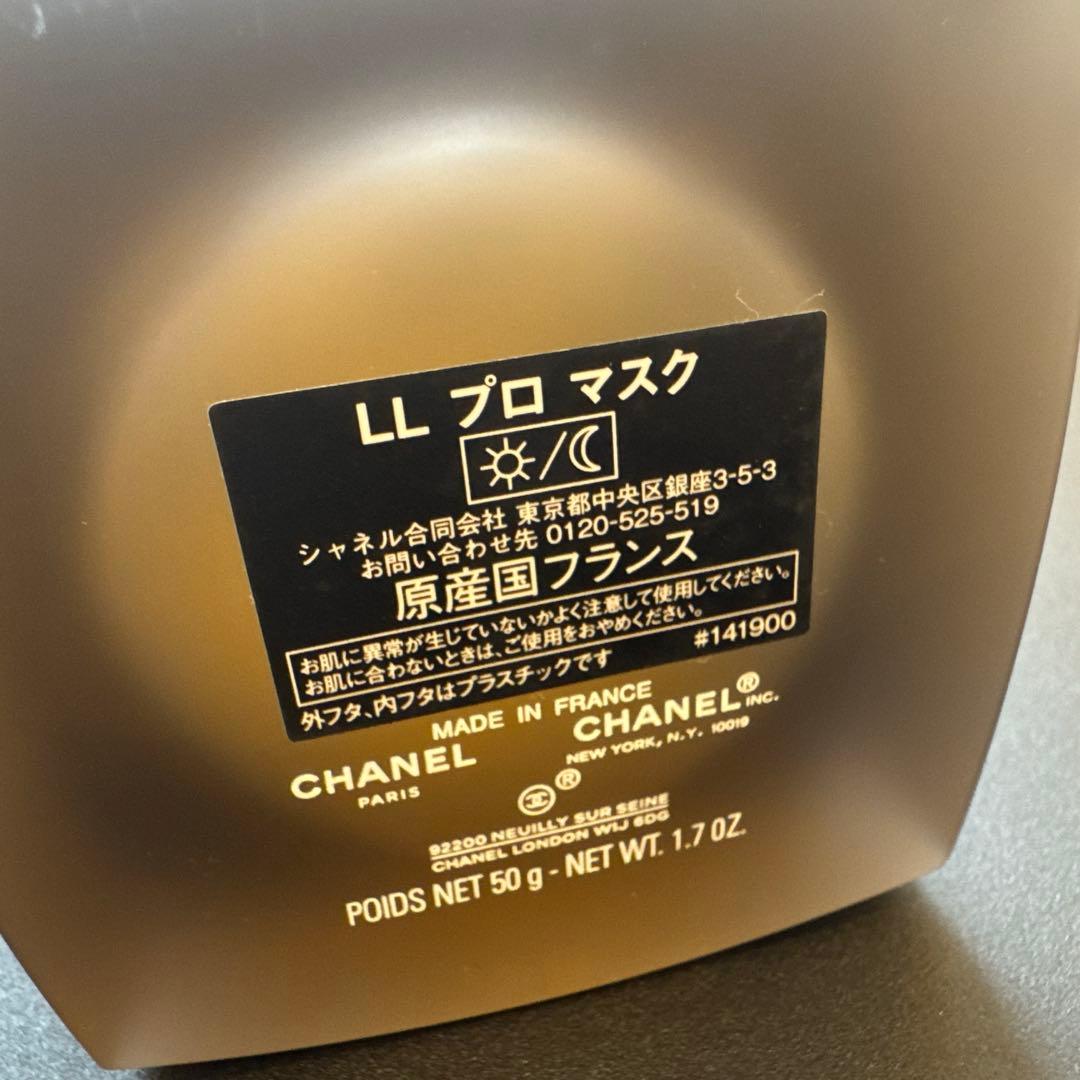 LL プロ マスク
シャネル合同会社 東京都中央区銀座3-5-3
お問い合わせ先 0120-525-519
原産国フランス
お肌に異常が生じていないかよく注意して使用してください。
お肌に合わないときは、ご使用をおやめください。
#141900
外フタ、内フタはプラスチックです
MADE IN FRANCE
CHANEL
PARIS
CHANEL® INC.
NEW YORK, N.Y. 10019
®
92200 NEUILLY SUR SEINE
CHANEL LONDON W1J 6DG
POIDS NET 50 g - NET WT. 1.7 OZ.